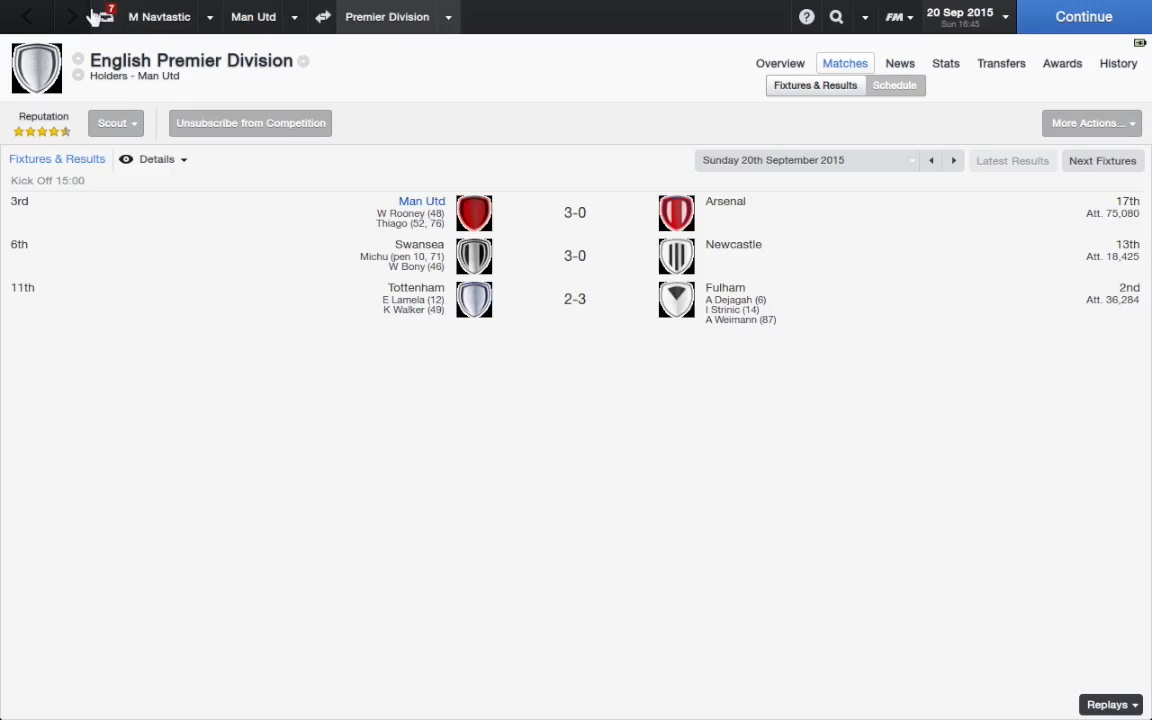 7
M Navtastic
Man Utd
Premier Division
FM
20 Sep 2015
Sun 16:45
Continue
English Premier Division
Holders - Man Utd
Overview
Matches
News
Stats
Transfers
Awards
History
Fixtures & Results
Schedule
Reputation
Scout
Unsubscribe from Competition
More Actions...
Fixtures & Results
Details
Sunday 20th September 2015
Latest Results
Next Fixtures
Kick Off 15:00
3rd
Man Utd
W Rooney (48)
Thiago (52, 76)
3-0
Arsenal
17th
Att. 75,080
6th
Swansea
Michu (pen 10, 71)
W Bony (46)
3-0
Newcastle
13th
Att. 18,425
11th
Tottenham
E Lamela (12)
K Walker (49)
2-3
Fulham
A Dejagah (6)
I Strinic (14)
A Weimann (87)
2nd
Att. 36,284
Replays